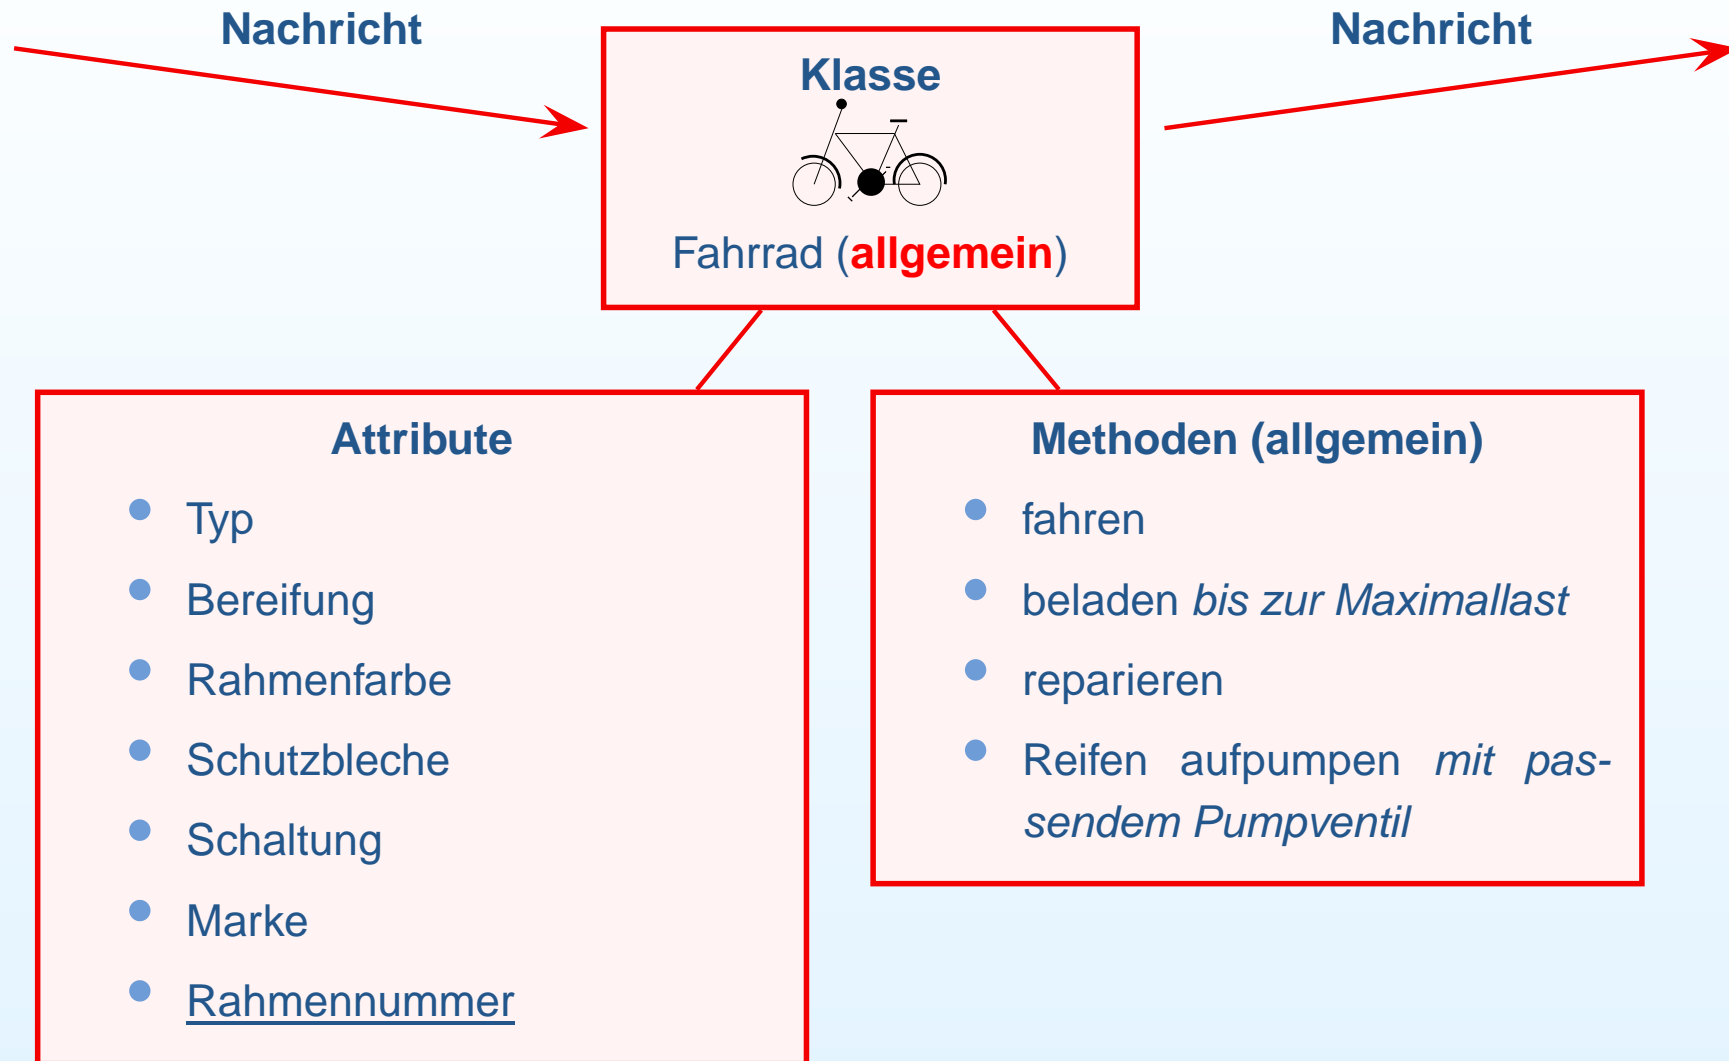 Nachricht
Nachricht
Klasse
Fahrrad (allgemein)
Attribute
Typ
Bereifung
Rahmenfarbe
Schutzbleche
Schaltung
Marke
Rahmennummer
Methoden (allgemein)
fahren
beladen bis zur Maximallast
reparieren
Reifen aufpumpen mit pas-
sendem Pumpventil